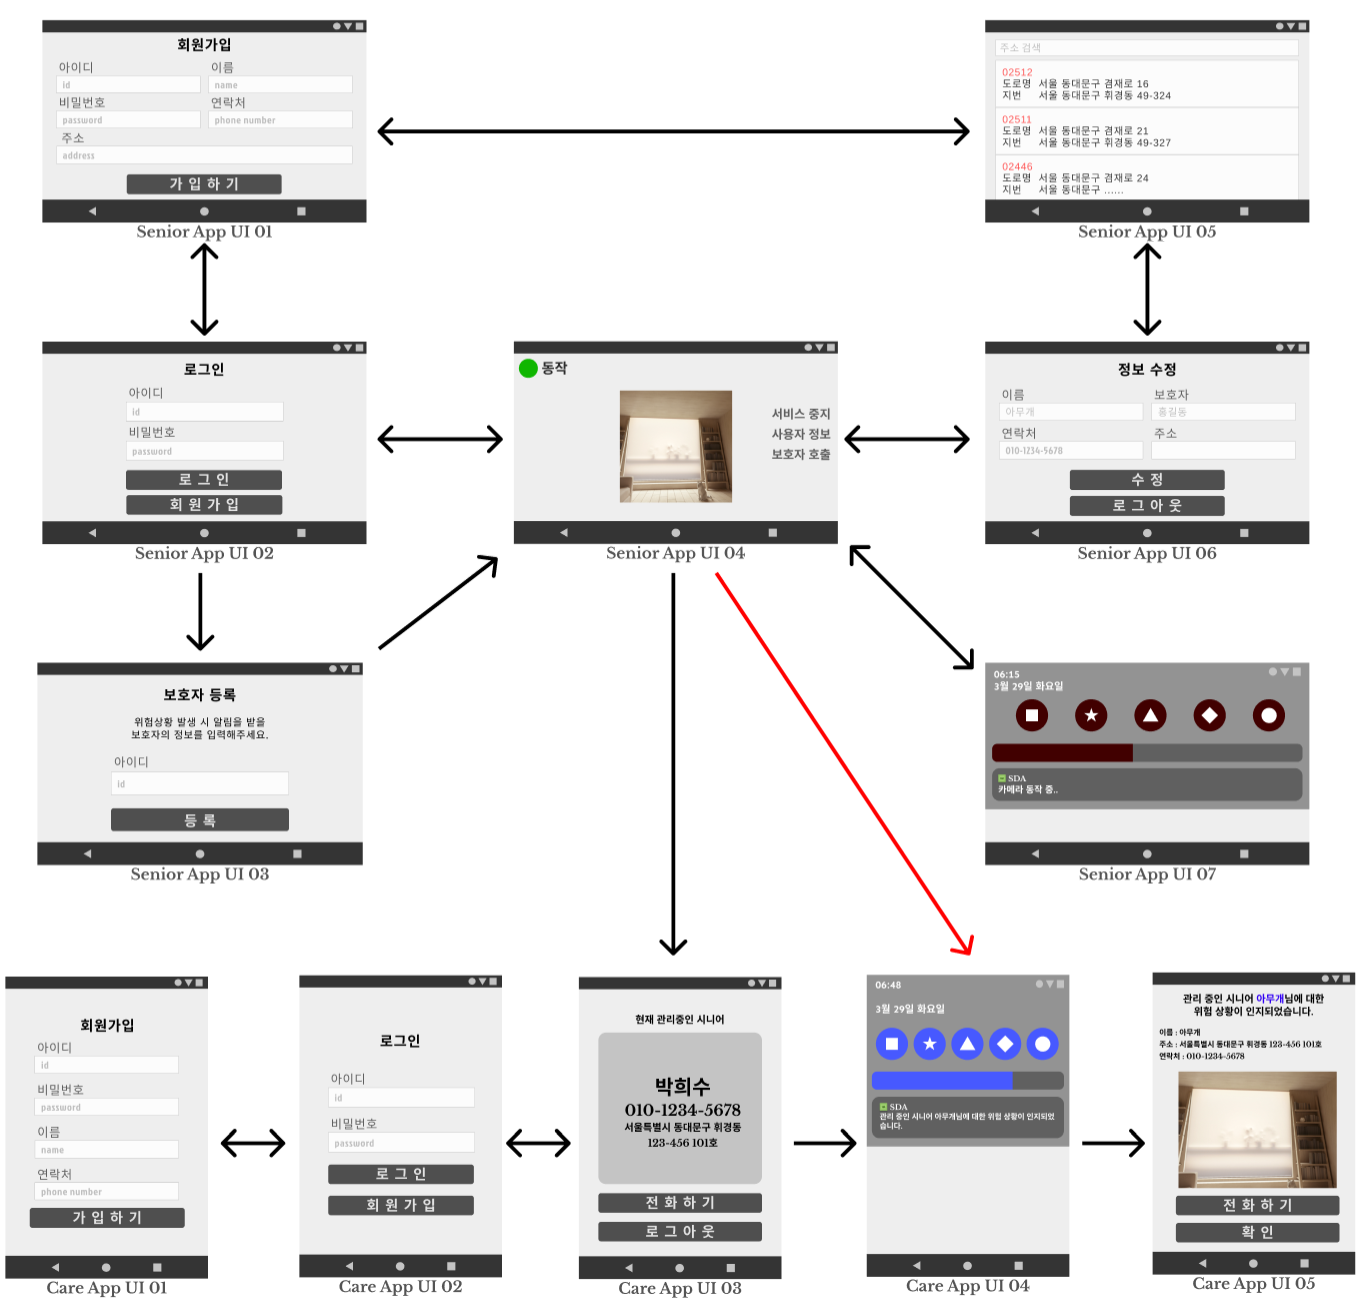 회원가입
아이디
이름
id
name
비밀번호
연락처
password
phone number
주소
address
가 입 하 기
Senior App UI 01
주소 검색
02512
도로명 서울 동대문구 겸재로 16
지번 서울 동대문구 휘경동 49-324
02511
도로명 서울 동대문구 겸재로 21
지번 서울 동대문구 휘경동 49-327
02446
도로명 서울 동대문구 겸재로 24
지번 서울 동대문구 ......
Senior App UI 05
로그인
아이디
id
비밀번호
password
로 그 인
회 원 가 입
Senior App UI 02
동작
서비스 중지
사용자 정보
보호자 호출
Senior App UI 04
정보 수정
이름
보호자
아무개
홍길동
연락처
주소
010-1234-5678
수 정
로 그 아 웃
Senior App UI 06
보호자 등록
위험상황 발생 시 알림을 받을
보호자의 정보를 입력해주세요.
아이디
id
등 록
Senior App UI 03
06:15
3월 29일 화요일
SDA
카메라 동작 중..
Senior App UI 07
회원가입
아이디
id
비밀번호
password
이름
name
연락처
phone number
가 입 하 기
Care App UI 01
로그인
아이디
id
비밀번호
password
로 그 인
회 원 가 입
Care App UI 02
현재 관리중인 시니어
박희수
010-1234-5678
서울특별시 동대문구 휘경동
123-456 101호
전 화 하 기
로 그 아 웃
Care App UI 03
06:48
3월 29일 화요일
SDA
관리 중인 시니어 아무개님에 대한 위험 상황이 인지되었
습니다.
Care App UI 04
관리 중인 시니어 아무개님에 대한
위험 상황이 인지되었습니다.
이름 : 아무개
주소 : 서울특별시 동대문구 휘경동 123-456 101호
연락처 : 010-1234-5678
전 화 하 기
확 인
Care App UI 05